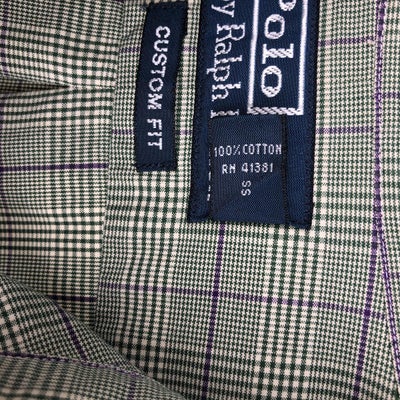 CUSTOM FIT
Polo
y Ralph
100% COTTON
RN 41381
SS